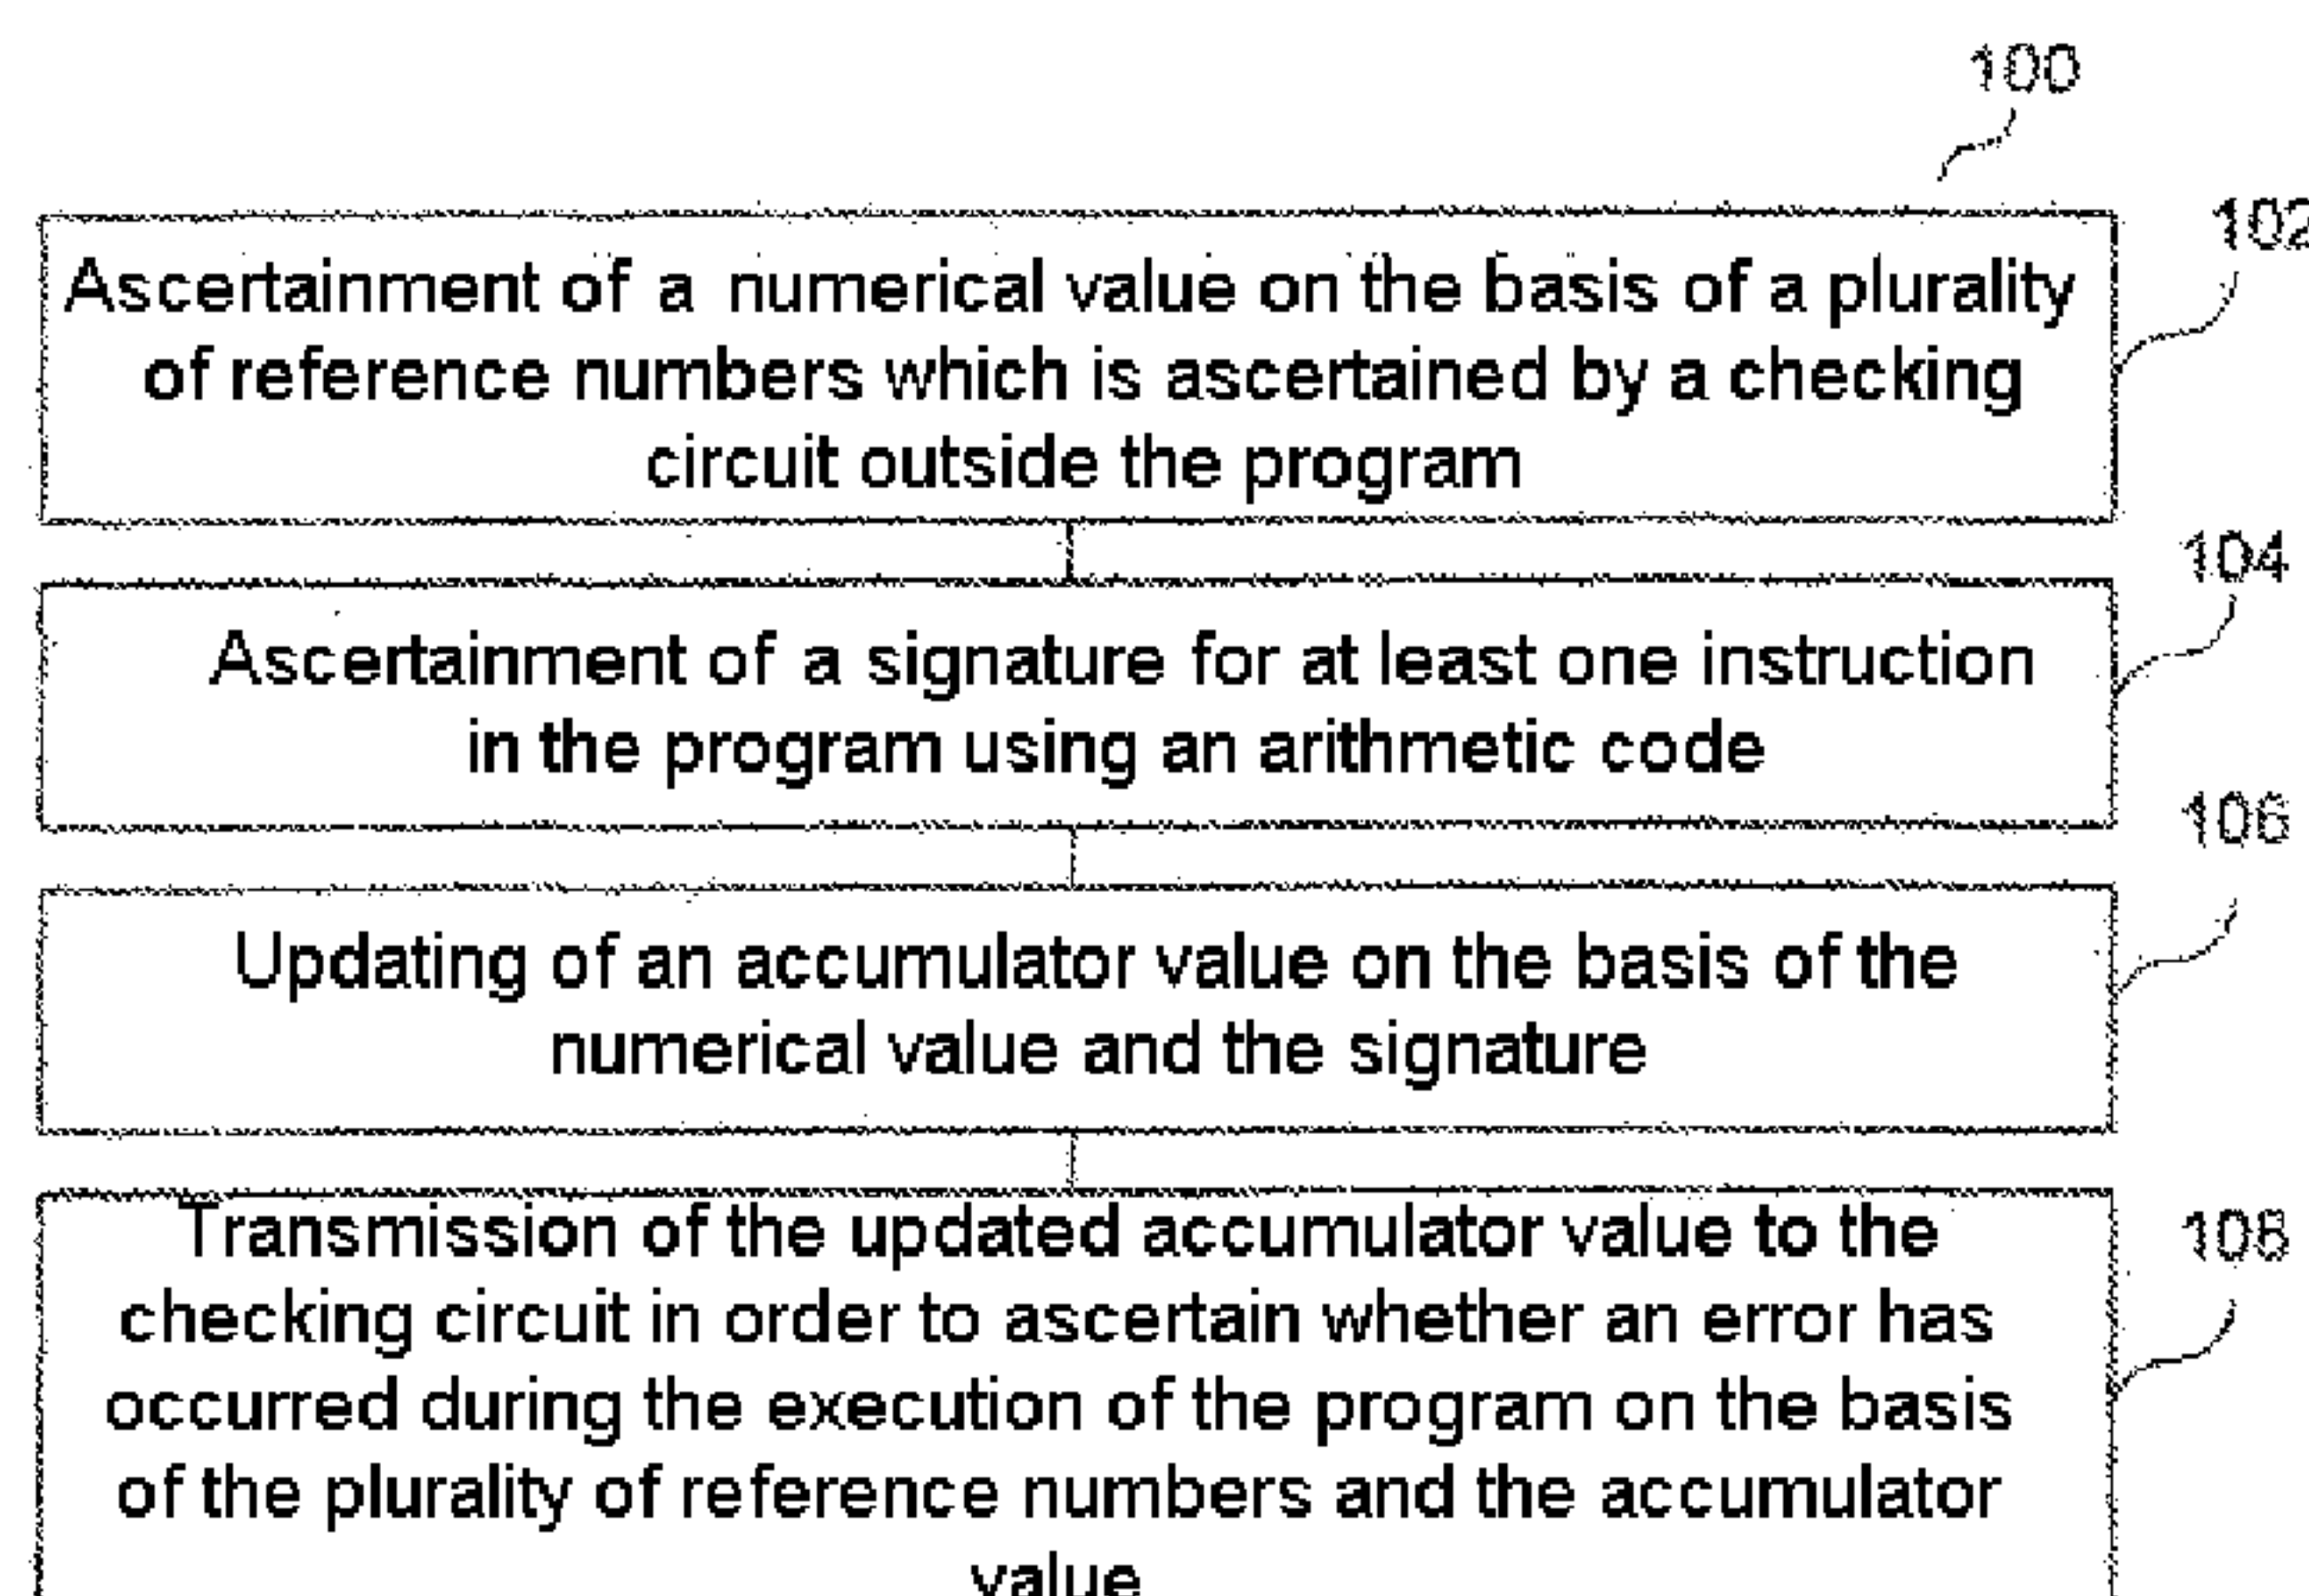 100
102
Ascertainment of a numerical value on the basis of a plurality
of reference numbers which is ascertained by a checking
circuit outside the program
104
Ascertainment of a signature for at least one instruction
in the program using an arithmetic code
106
Updating of an accumulator value on the basis of the
numerical value and the signature
108
Transmission of the updated accumulator value to the
checking circuit in order to ascertain whether an error has
occurred during the execution of the program on the basis
of the plurality of reference numbers and the accumulator
value